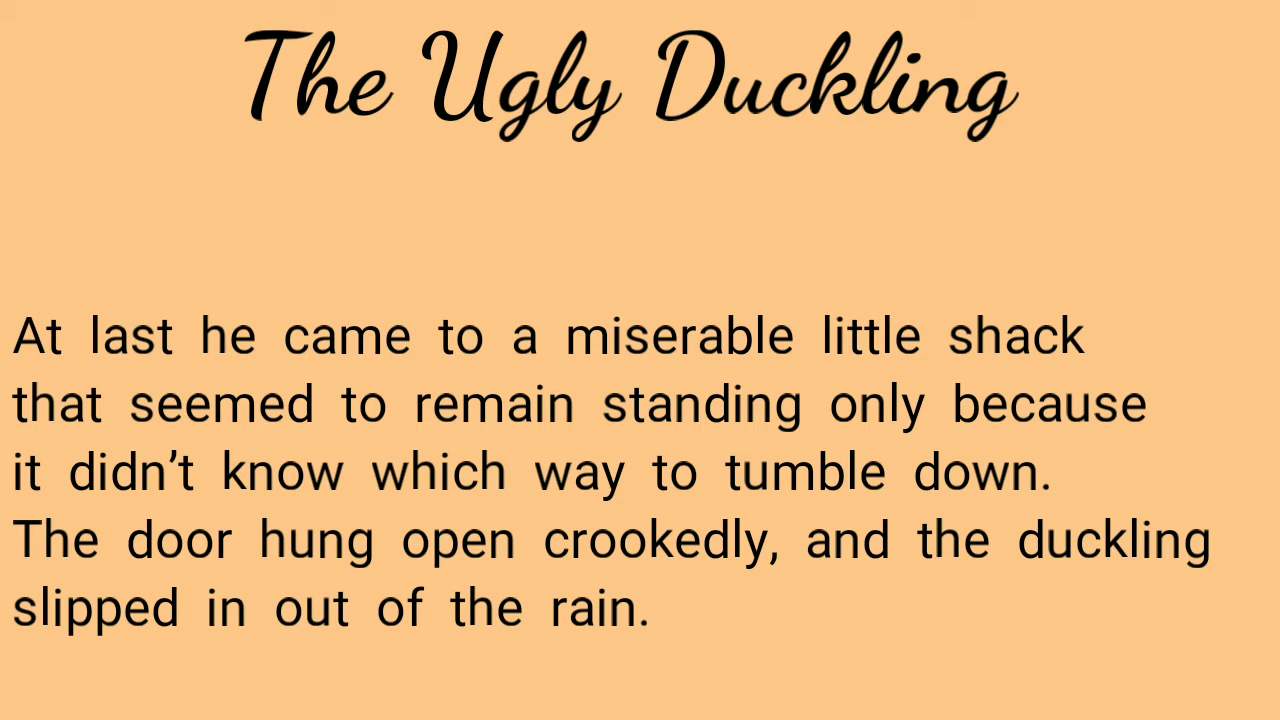 The Ugly Duckling
At last he came to a miserable little shack
that seemed to remain standing only because
it didn’t know which way to tumble down.
The door hung open crookedly, and the duckling
slipped in out of the rain.